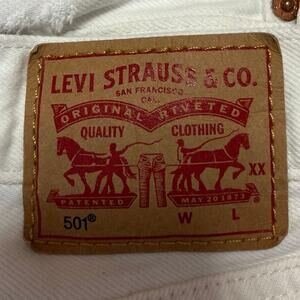 LEVI STRAUSS & CO.
SAN FRANCISCO
CAL.
ORIGINAL RIVETED
QUALITY CLOTHING
XX
PATENTED MAY 20 1873
501® W L